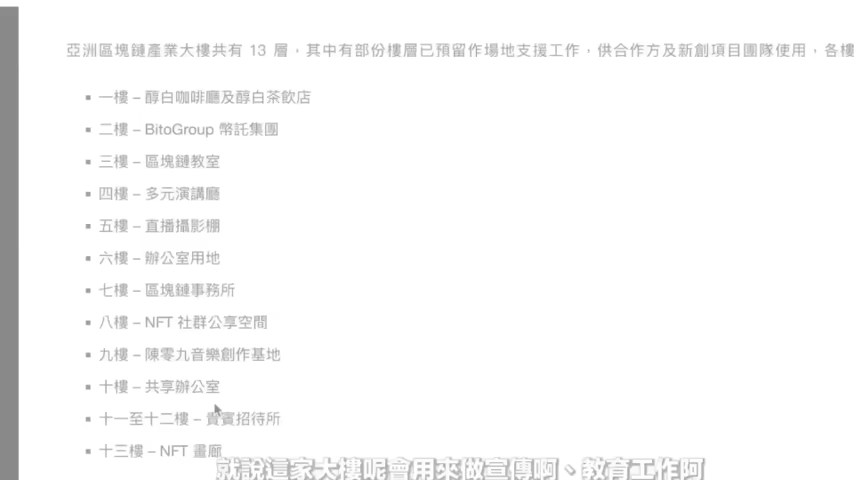 亞洲區塊鏈產業大樓共有 13 層，其中有部份樓層已預留作場地支援工作，供合作方及新創項目團隊使用，各樓
▪ 一樓 – 醇白咖啡廳及醇白茶飲店
▪ 二樓 – BitoGroup 幣託集團
▪ 三樓 – 區塊鏈教室
▪ 四樓 – 多元演講廳
▪ 五樓 – 直播攝影棚
▪ 六樓 – 辦公室用地
▪ 七樓 – 區塊鏈事務所
▪ 八樓 – NFT 社群公享空間
▪ 九樓 – 陳零九音樂創作基地
▪ 十樓 – 共享辦公室
▪ 十一至十二樓 – 貴賓招待所
▪ 十三樓 – NFT 畫廊
就說這家大樓呢會用來做宣傳啊、教育工作阿